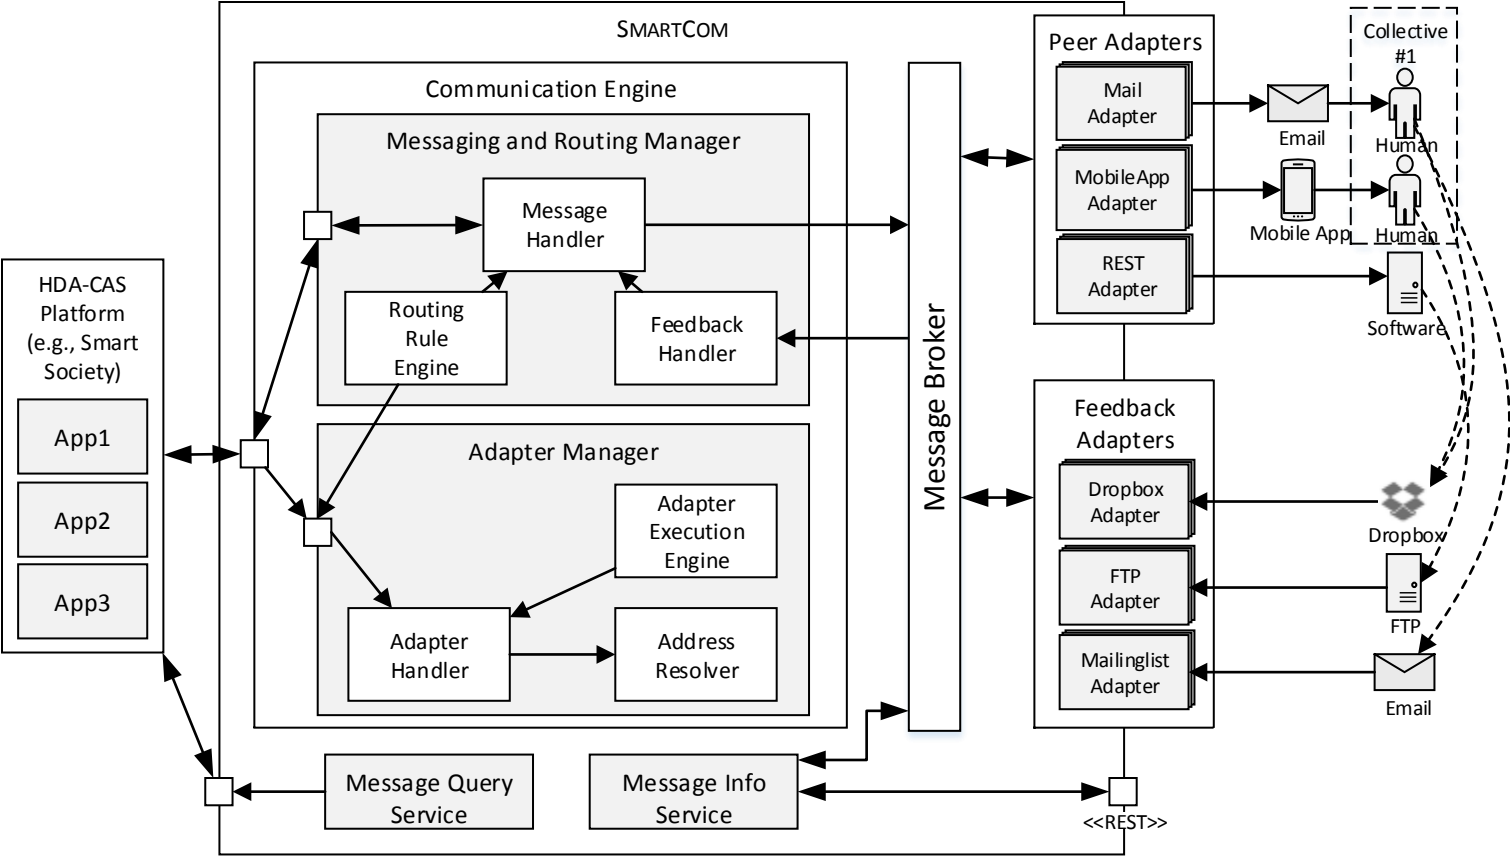 SMARTCOM
Communication Engine
Messaging and Routing Manager
Message
Handler
Routing
Rule
Engine
Feedback
Handler
Adapter Manager
Adapter
Execution
Engine
Adapter
Handler
Address
Resolver
HDA-CAS
Platform
(e.g., Smart
Society)
App1
App2
App3
Message Query
Service
Message Info
Service
<<REST>>
Message Broker
Peer Adapters
Mail
Adapter
MobileApp
Adapter
REST
Adapter
Feedback
Adapters
Dropbox
Adapter
FTP
Adapter
Mailinglist
Adapter
Collective
#1
Email
Human
Mobile App
Human
Software
Dropbox
FTP
Email